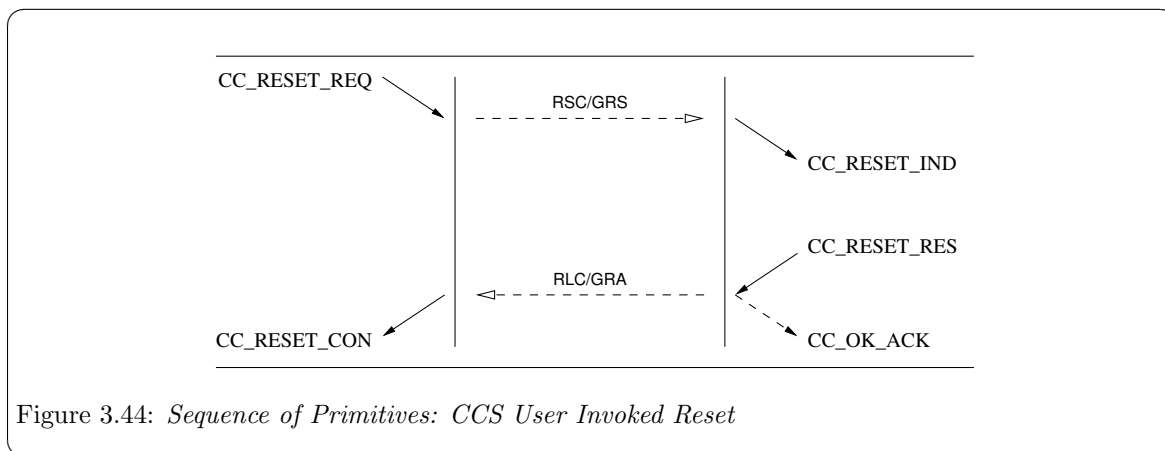 CC_RESET_REQ
RSC/GRS
CC_RESET_IND
CC_RESET_RES
RLC/GRA
CC_RESET_CON
CC_OK_ACK
Figure 3.44: Sequence of Primitives: CCS User Invoked Reset